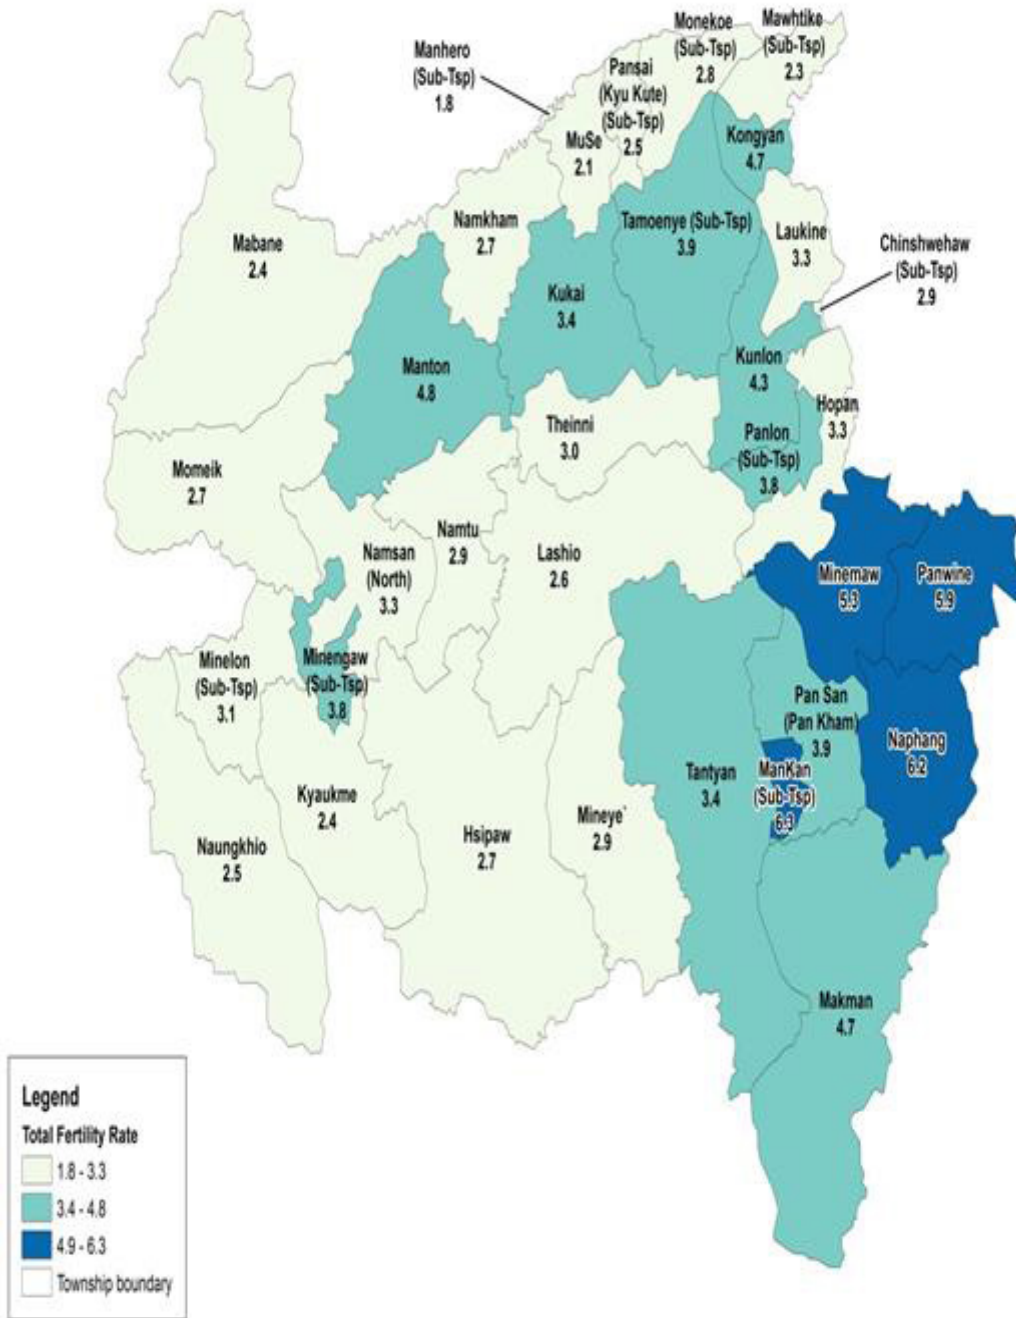 Manhero
(Sub-Tsp)
1.8
Pansai
(Kyu Kute)
(Sub-Tsp)
2.5
Monekoe
(Sub-Tsp)
2.8
Mawhtike
(Sub-Tsp)
2.3
MuSe
2.1
Kongyan
4.7
Mabane
2.4
Namkham
2.7
Tamoenye (Sub-Tsp)
3.9
Laukine
3.3
Chinshwehaw
(Sub-Tsp)
2.9
Kukai
3.4
Manton
4.8
Kunlon
4.3
Hopan
3.3
Theinni
3.0
Panlon
(Sub-Tsp)
3.8
Momeik
2.7
Namtu
2.9
Namsan
(North)
3.3
Lashio
2.6
Minemaw
5.3
Panwine
5.9
Minelon
(Sub-Tsp)
3.1
Minengaw
(Sub-Tsp)
3.8
Pan San
(Pan Kham)
3.9
Naphang
6.2
Tantyan
3.4
ManKan
(Sub-Tsp)
6.3
Kyaukme
2.4
Hsipaw
2.7
Mineye'
2.9
Naungkhio
2.5
Makman
4.7
Legend
Total Fertility Rate
1.8 - 3.3
3.4 - 4.8
4.9 - 6.3
Township boundary